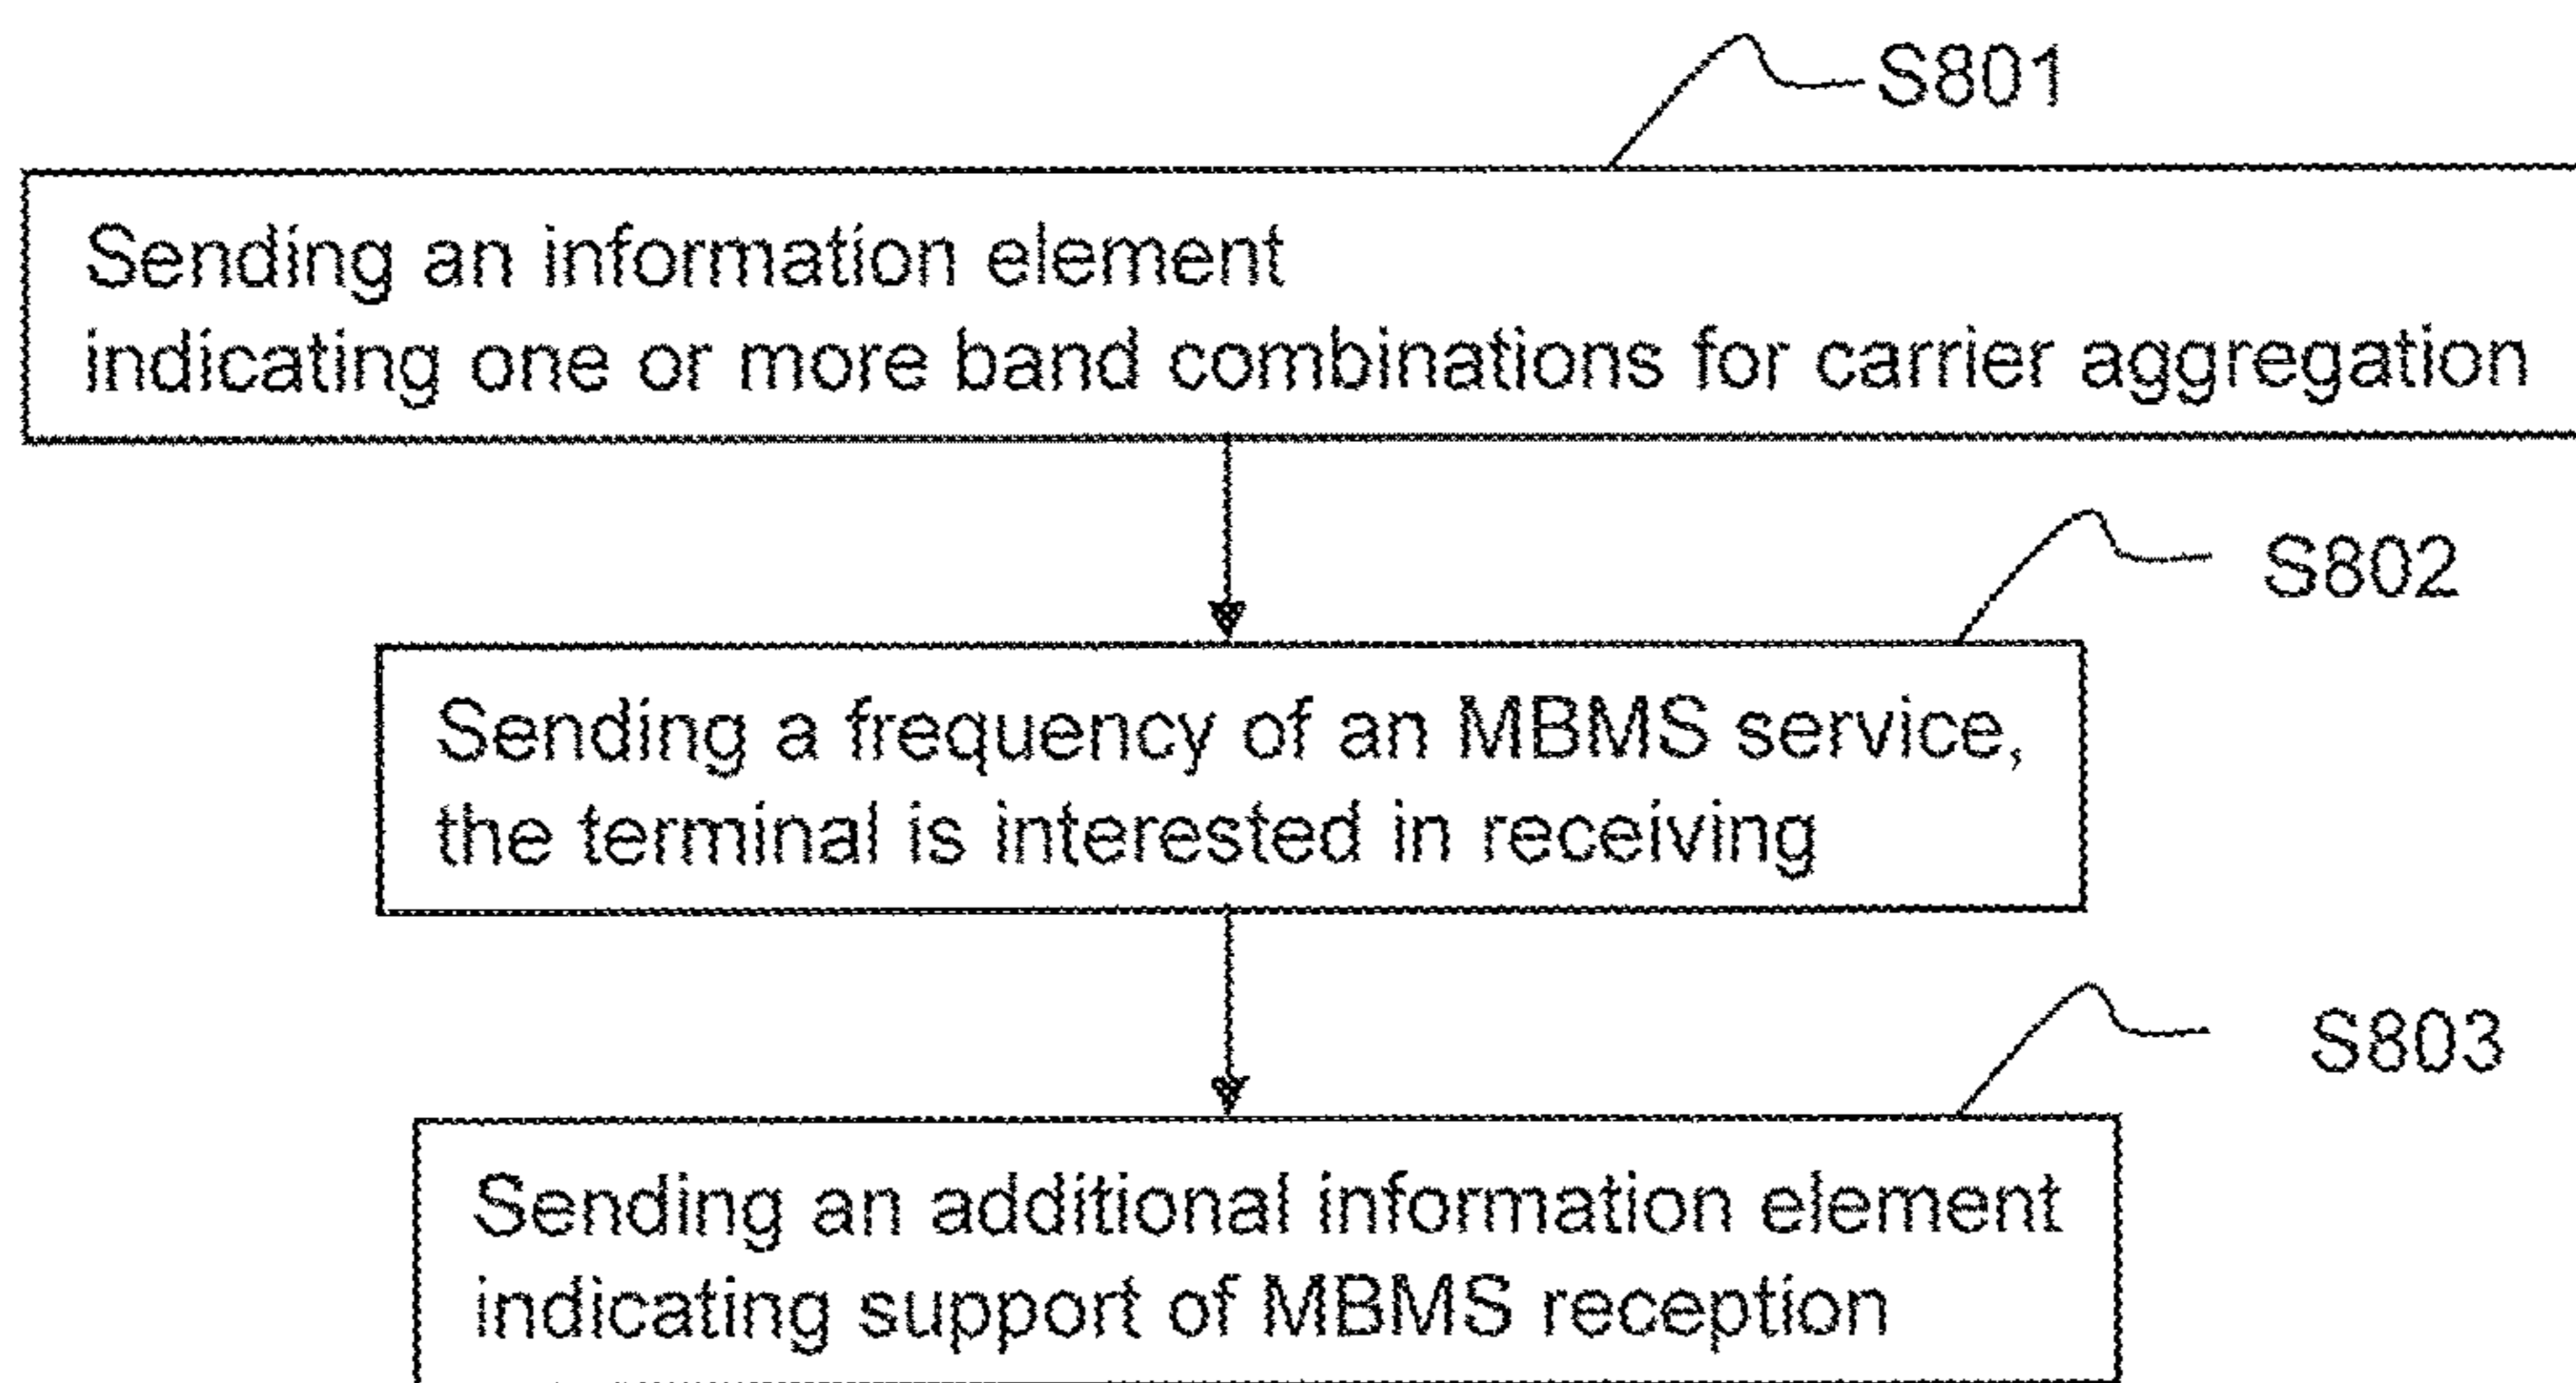 S801
Sending an information element
indicating one or more band combinations for carrier aggregation
S802
Sending a frequency of an MBMS service,
the terminal is interested in receiving
S803
Sending an additional information element
indicating support of MBMS reception